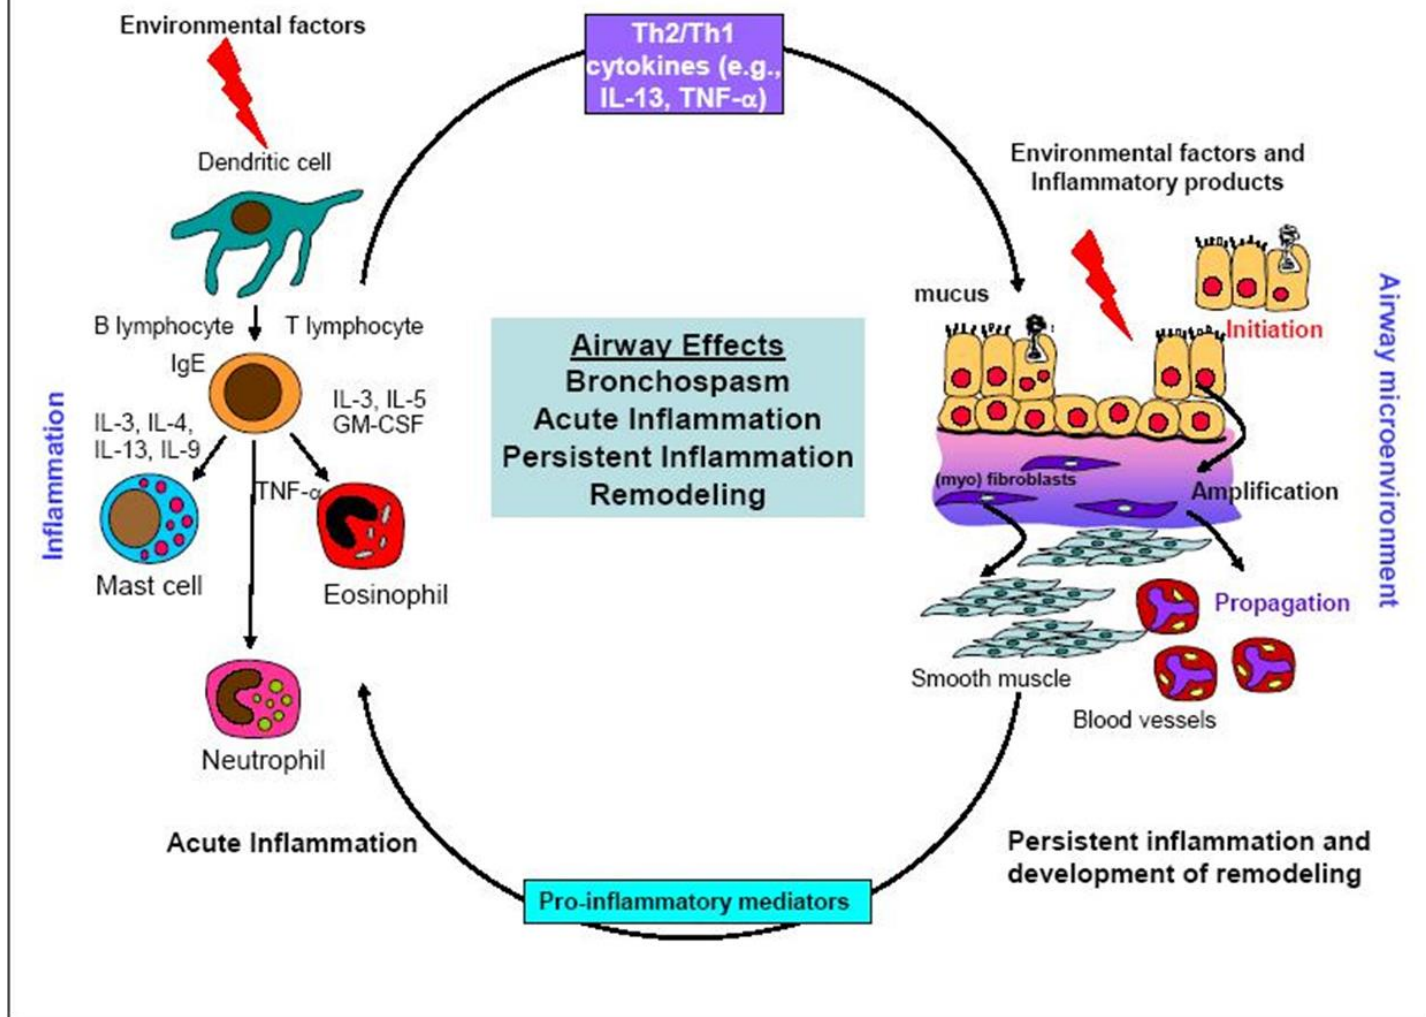 Environmental factors
Th2/Th1
cytokines (e.g.,
IL-13, TNF-α)
Dendritic cell
Environmental factors and
Inflammatory products
B lymphocyte
T lymphocyte
IgE
IL-3, IL-4,
IL-13, IL-9
IL-3, IL-5
GM-CSF
TNF-α
Inflammation
Mast cell
Eosinophil
Neutrophil
Acute Inflammation
Airway Effects
Bronchospasm
Acute Inflammation
Persistent Inflammation
Remodeling
mucus
Initiation
Airway microenvironment
(myo) fibroblasts
Amplification
Propagation
Smooth muscle
Blood vessels
Persistent inflammation and
development of remodeling
Pro-inflammatory mediators